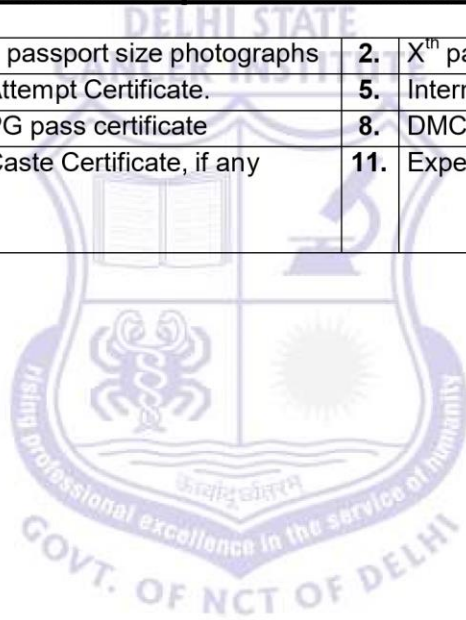 DELHI STATE
CANCER INSTITUTE
passport size photographs 2. Xth pa
Attempt Certificate. 5. Intern
PG pass certificate 8. DMC
Caste Certificate, if any 11. Expe
rising professional excellence in the service of humanity
GOVT. OF NCT OF DELHI